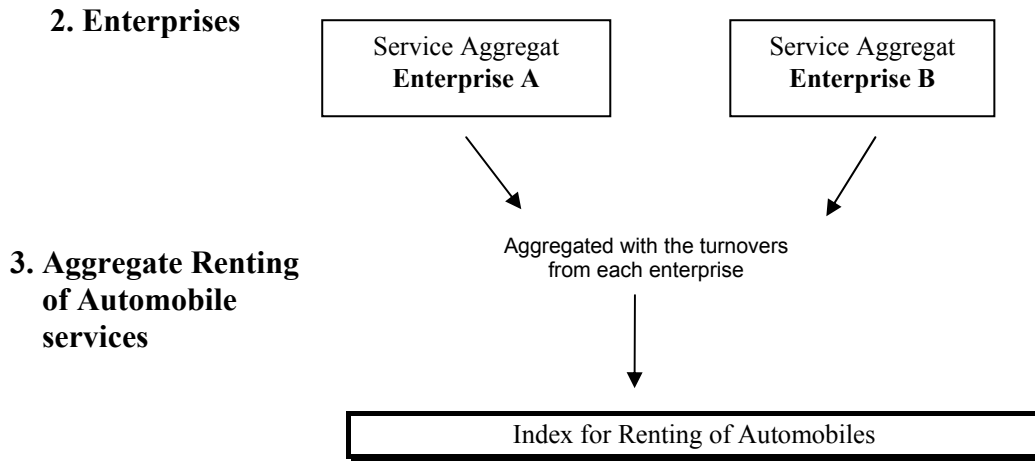 2. Enterprises
Service Aggregat
Enterprise A
Service Aggregat
Enterprise B
Aggregated with the turnovers
from each enterprise
3. Aggregate Renting
of Automobile
services
Index for Renting of Automobiles